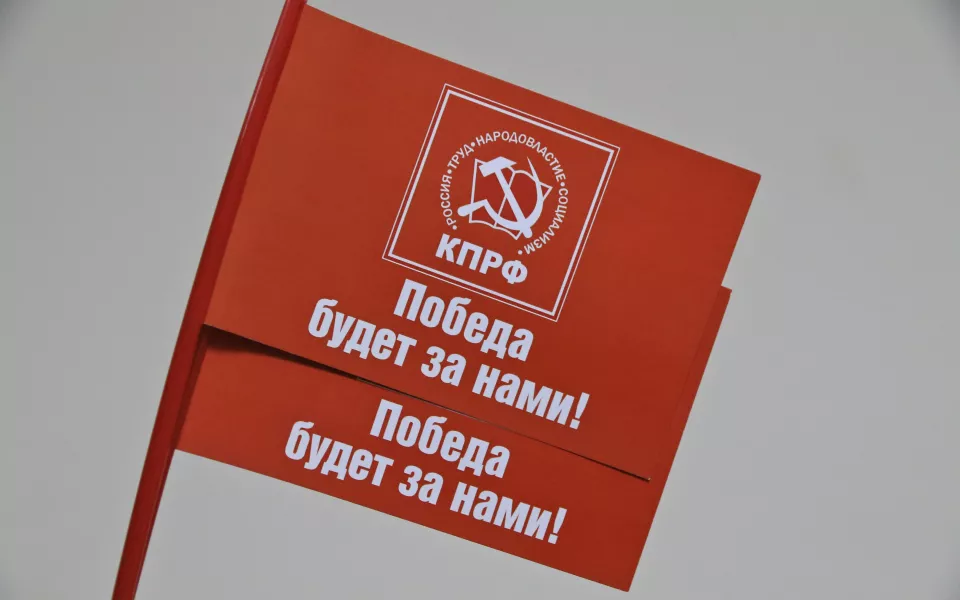 •РОССИЯ•ТРУД•НАРОДОВЛАСТИЕ•СОЦИАЛИЗМ•
КПРФ
Победа
будет за нами!
Победа
будет за нами!